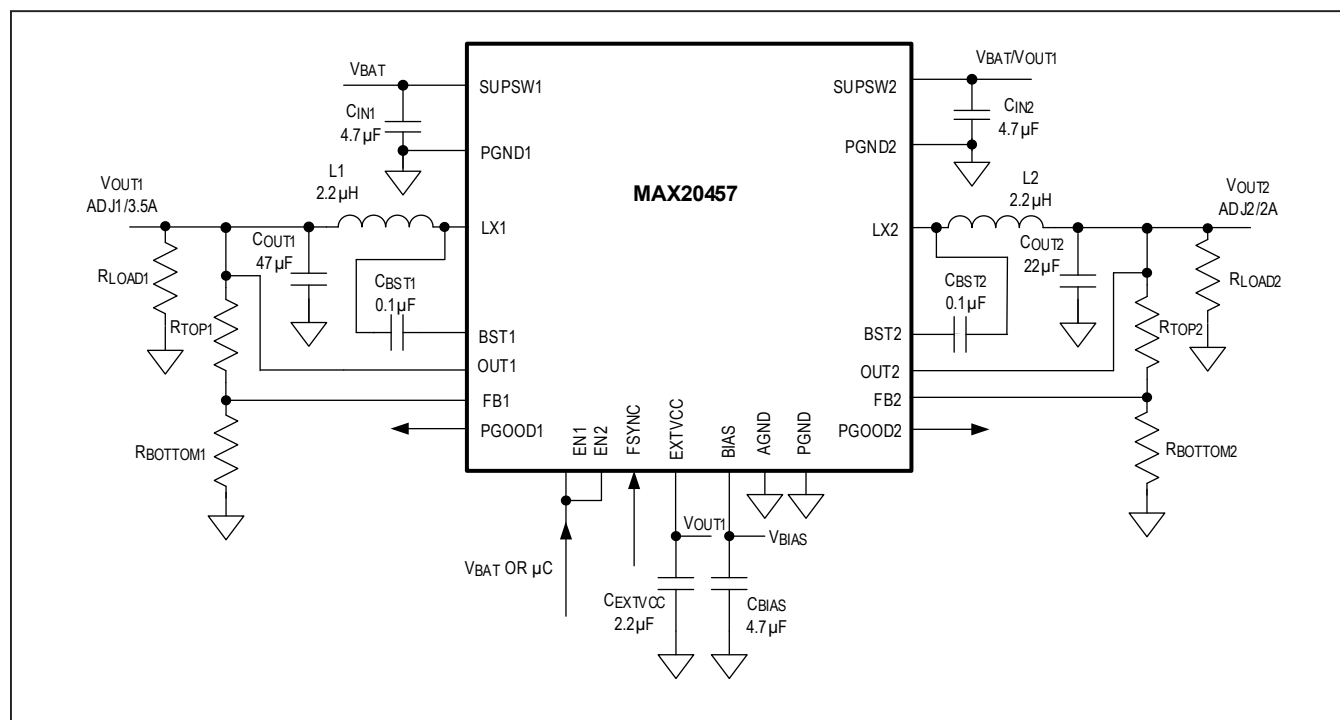 VBAT
SUPSW1
CIN1
4.7µF
PGND1
L1
2.2µH
VOUT1
ADJ1/3.5A
LX1
COUT1
47µF
RLOAD1
CBST1
0.1µF
RTOP1
BST1
OUT1
FB1
PGOOD1
RBOTTOM1
MAX20457
VBAT/VOUT1
SUPSW2
CIN2
4.7µF
PGND2
L2
2.2µH
VOUT2
ADJ2/2A
LX2
COUT2
22µF
RLOAD2
CBST2
0.1µF
RTOP2
BST2
OUT2
FB2
PGOOD2
RBOTTOM2
EN1
EN2
FSYNC
EXTVCC
BIAS
AGND
PGND
VOUT1
VBIAS
VBAT OR µC
CEXTVCC
2.2µF
CBIAS
4.7µF